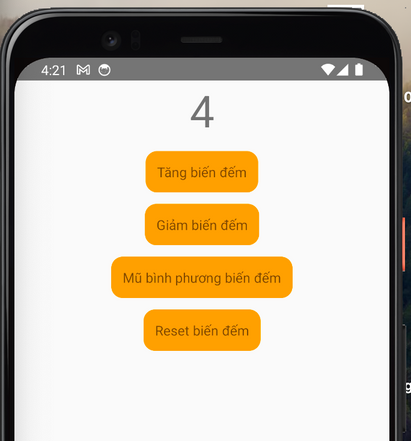 4:21
4
Tăng biến đếm
Giảm biến đếm
Mũ bình phương biến đếm
Reset biến đếm